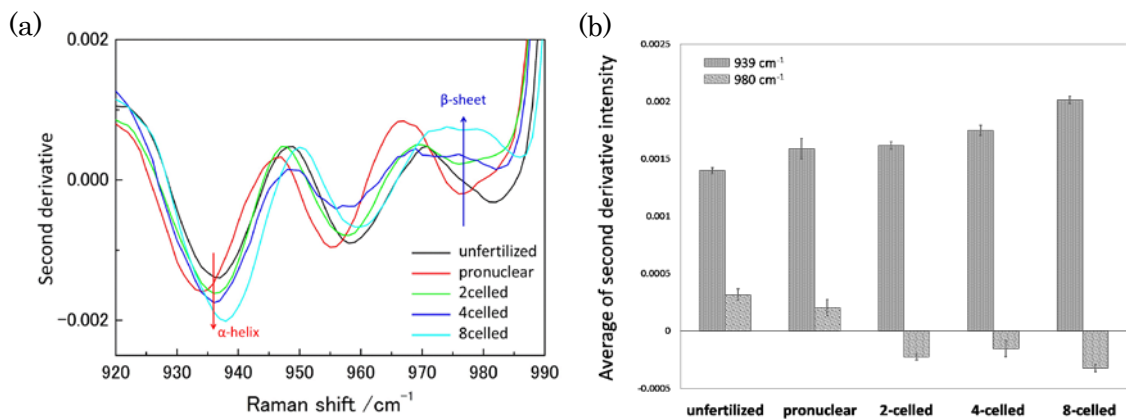 (a)
0.002
0.000
−0.002
Second derivative
β-sheet
α-helix
unfertilized
pronuclear
2celled
4celled
8celled
920 930 940 950 960 970 980 990
Raman shift /cm⁻¹
(b)
0.0025
0.002
0.0015
0.001
0.0005
0
-0.0005
Average of second derivative intensity
939 cm⁻¹
980 cm⁻¹
unfertilized pronuclear 2-celled 4-celled 8-celled